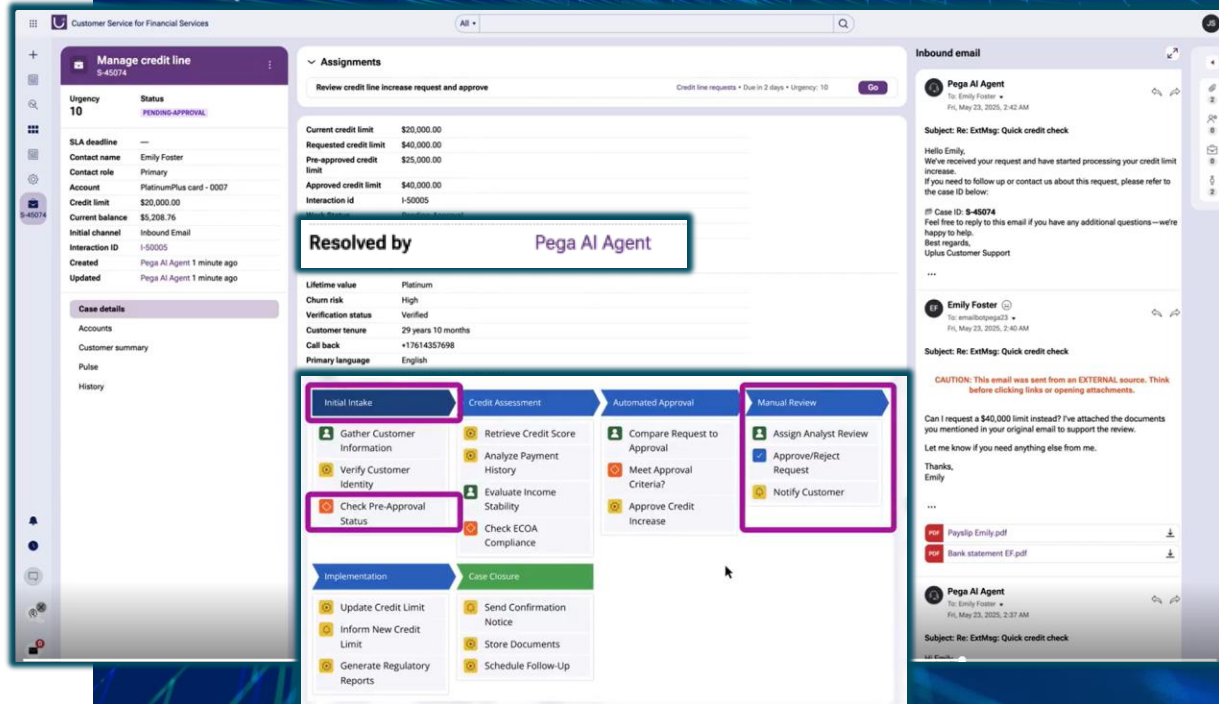 Customer Service for Financial Services
All
JS
Manage credit line
S-45074
Urgency
Status
10
PENDING-APPROVAL
SLA deadline —
Contact name Emily Foster
Contact role Primary
Account PlatinumPlus card - 0007
Credit limit $20,000.00
Current balance $5,208.76
Initial channel Inbound Email
Interaction ID I-50005
Created Pega AI Agent 1 minute ago
Updated Pega AI Agent 1 minute ago
Case details
Accounts
Customer summary
Pulse
History
S-45074
Assignments
Review credit line increase request and approve
Credit line requests • Due in 2 days • Urgency: 10
Go
Current credit limit $20,000.00
Requested credit limit $40,000.00
Pre-approved credit limit $25,000.00
Approved credit limit $40,000.00
Interaction id I-50005
Resolved by Pega AI Agent
Lifetime value Platinum
Churn risk High
Verification status Verified
Customer tenure 29 years 10 months
Call back +17614357698
Primary language English
Initial Intake
Gather Customer
Information
Verify Customer
Identity
Check Pre-Approval
Status
Credit Assessment
Retrieve Credit Score
Analyze Payment
History
Evaluate Income
Stability
Check ECOA
Compliance
Automated Approval
Compare Request to
Approval
Meet Approval
Criteria?
Approve Credit
Increase
Manual Review
Assign Analyst Review
Approve/Reject
Request
Notify Customer
Implementation
Update Credit Limit
Inform New Credit
Limit
Generate Regulatory
Reports
Case Closure
Send Confirmation
Notice
Store Documents
Schedule Follow-Up
Inbound email
Pega AI Agent
To: Emily Foster
Fri, May 23, 2025, 2:42 AM
Subject: Re: ExtMsg: Quick credit check
Hello Emily,
We've received your request and have started processing your credit limit
increase.
If you need to follow up or contact us about this request, please refer to
the case ID below:
Case ID: S-45074
Feel free to reply to this email if you have any additional questions—we're
happy to help.
Best regards,
Uplus Customer Support
...
EF
Emily Foster
To: emailbotpega23
Fri, May 23, 2025, 2:40 AM
Subject: Re: ExtMsg: Quick credit check
CAUTION: This email was sent from an EXTERNAL source. Think
before clicking links or opening attachments.
Can I request a $40,000 limit instead? I've attached the documents
you mentioned in your original email to support the review.
Let me know if you need anything else from me.
Thanks,
Emily
...
PDF Payslip Emily.pdf
PDF Bank statement EF.pdf
Pega AI Agent
To: Emily Foster
Fri, May 23, 2025, 2:37 AM
Subject: Re: ExtMsg: Quick credit check
2
0
0
2